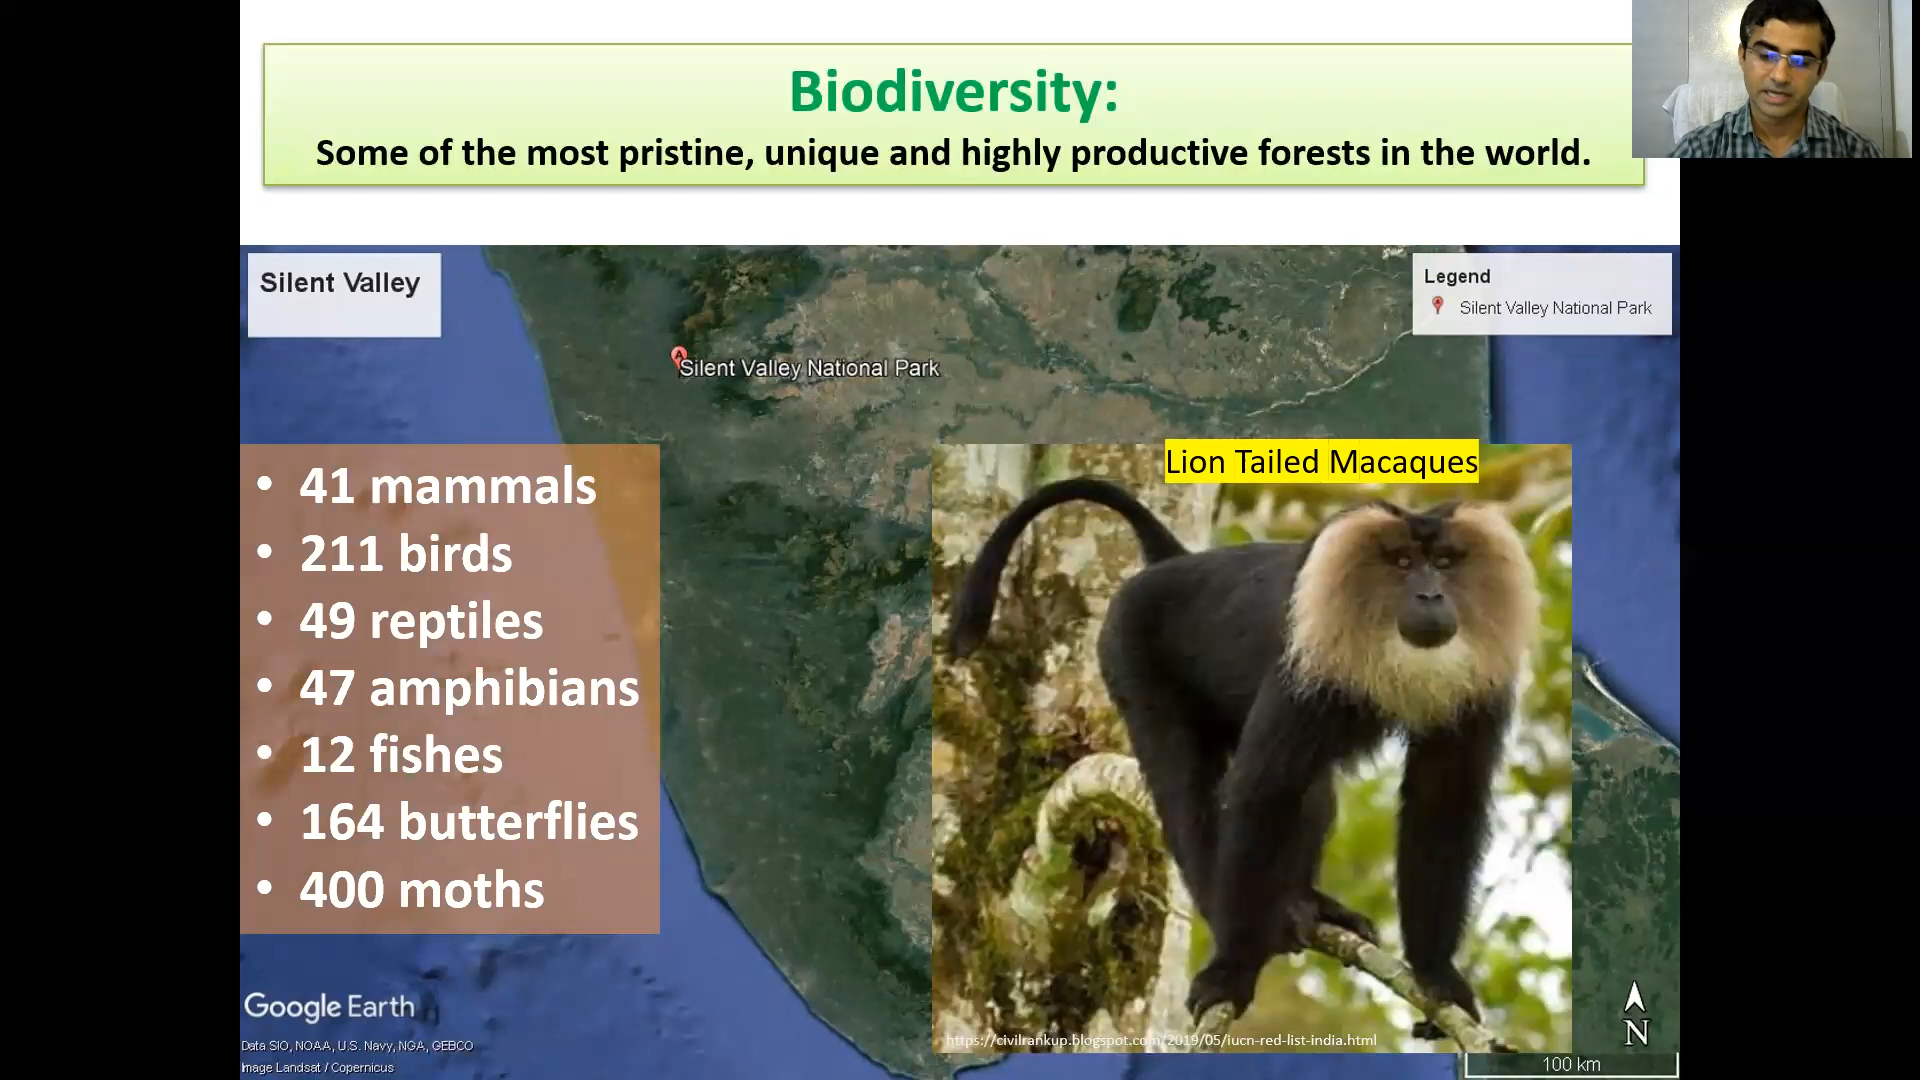 Biodiversity:
Some of the most pristine, unique and highly productive forests in the world.
Silent Valley
Legend
Silent Valley National Park
A
Silent Valley National Park
Lion Tailed Macaques
• 41 mammals
• 211 birds
• 49 reptiles
• 47 amphibians
• 12 fishes
• 164 butterflies
• 400 moths
https://civilrankup.blogspot.com/2019/05/iucn-red-list-india.html
Google Earth
Data SIO, NOAA, U.S. Navy, NGA, GEBCO
Image Landsat / Copernicus
N
100 km